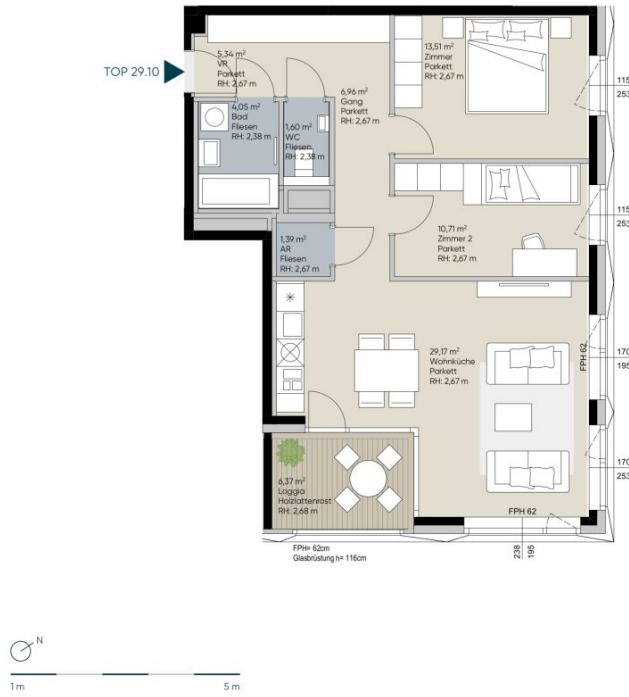 TOP 29.10
5,34 m²
VR
Parkett
RH: 2,67 m
13,51 m²
Zimmer
Parkett
RH: 2,67 m
6,96 m²
Gang
Parkett
RH: 2,67 m
4,05 m²
Bad
Fliesen
RH: 2,38 m
1,60 m²
WC
Fliesen
RH: 2,38 m
115
253
10,71 m²
Zimmer 2
Parkett
RH: 2,67 m
115
253
1,39 m²
AR
Fliesen
RH: 2,67 m
29,17 m²
Wohnküche
Parkett
RH: 2,67 m
FPH 62
170
195
170
253
6,37 m²
Loggia
Holzlattenrost
RH: 2,68 m
FPH 62
FPH= 62cm
Glasbrüstung h= 116cm
238
195
N
1 m
5 m